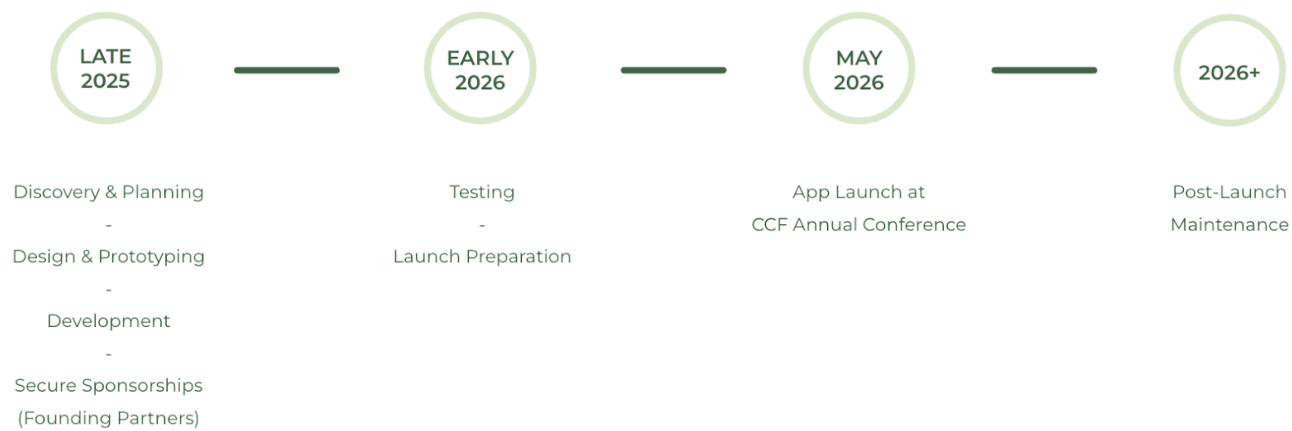 LATE
2025
EARLY
2026
MAY
2026
2026+
Discovery & Planning
-
Design & Prototyping
-
Development
-
Secure Sponsorships
(Founding Partners)
Testing
-
Launch Preparation
App Launch at
CCF Annual Conference
Post-Launch
Maintenance